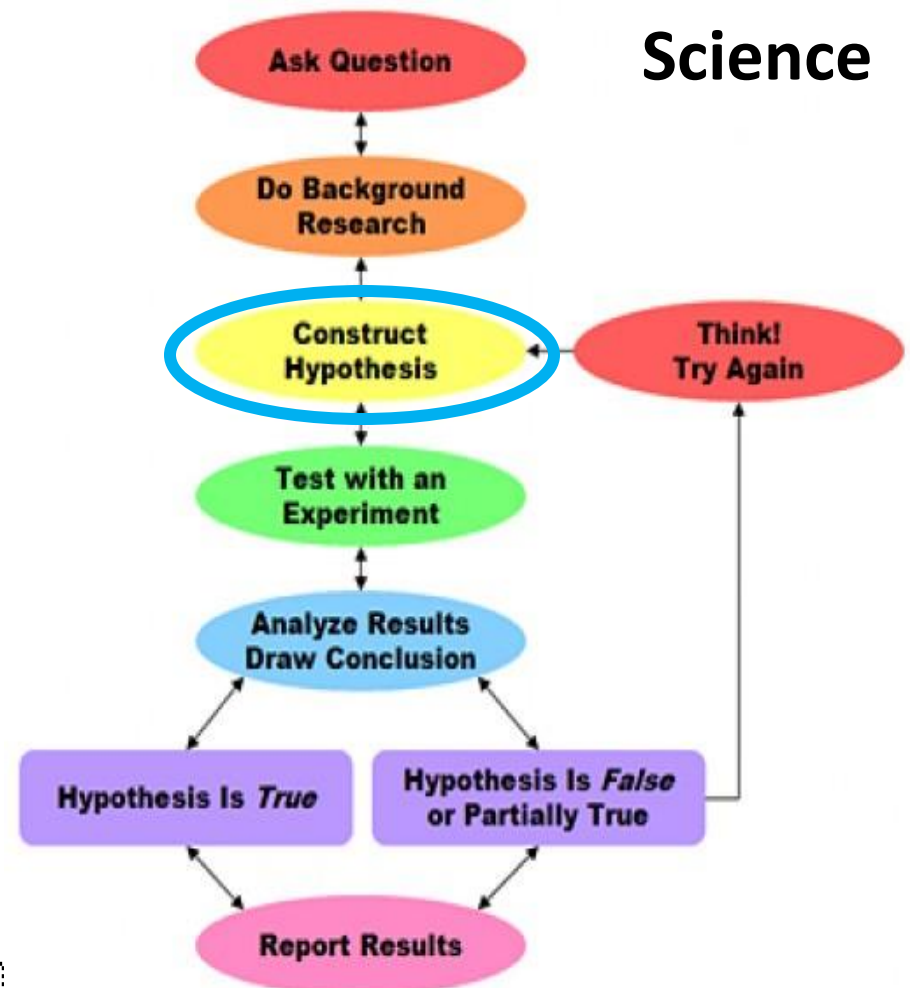 Science
Ask Question
Do Background
Research
Construct
Hypothesis
Think!
Try Again
Test with an
Experiment
Analyze Results
Draw Conclusion
Hypothesis Is True
Hypothesis Is False
or Partially True
Report Results